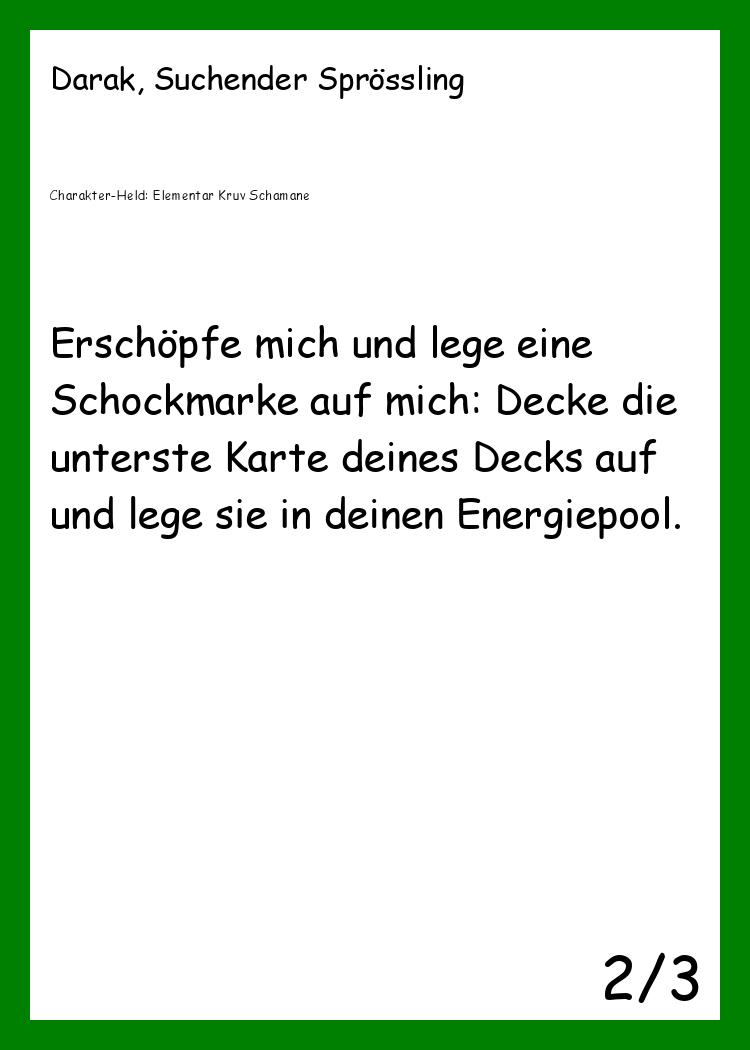 Darak, Suchender Sprössling
Charakter-Held: Elementar Kruv Schamane
Erschöpfe mich und lege eine
Schockmarke auf mich: Decke die
unterste Karte deines Decks auf
und lege sie in deinen Energiepool.
2/3